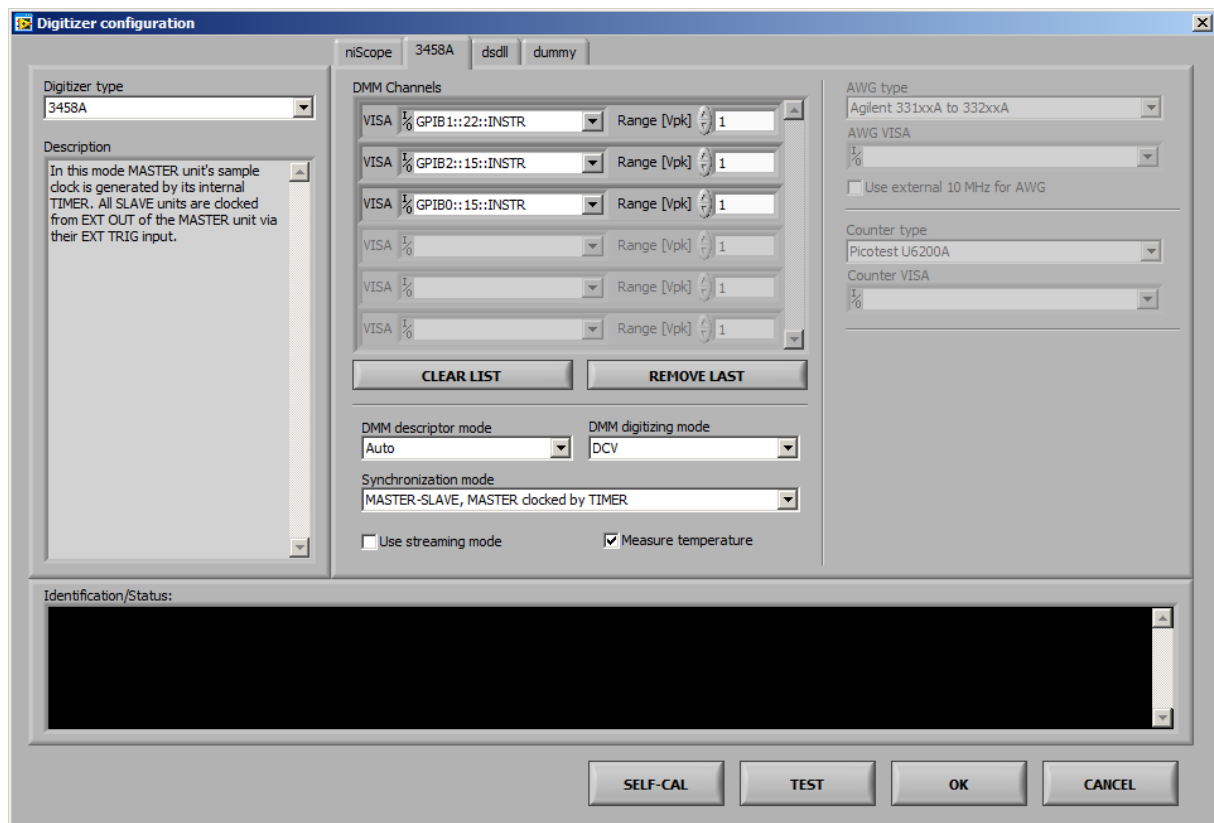 Digitizer configuration
niScope 3458A dsdll dummy
Digitizer type
3458A
Description
In this mode MASTER unit's sample
clock is generated by its internal
TIMER. All SLAVE units are clocked
from EXT OUT of the MASTER unit via
their EXT TRIG input.
DMM Channels
VISA GPIB1::22::INSTR Range [Vpk] 1
VISA GPIB2::15::INSTR Range [Vpk] 1
VISA GPIB0::15::INSTR Range [Vpk] 1
VISA Range [Vpk] 1
VISA Range [Vpk] 1
VISA Range [Vpk] 1
CLEAR LIST REMOVE LAST
DMM descriptor mode DMM digitizing mode
Auto DCV
Synchronization mode
MASTER-SLAVE, MASTER clocked by TIMER
Use streaming mode Measure temperature
AWG type
Agilent 331xxA to 332xxA
AWG VISA
Use external 10 MHz for AWG
Counter type
Picotest U6200A
Counter VISA
Identification/Status:
SELF-CAL TEST OK CANCEL